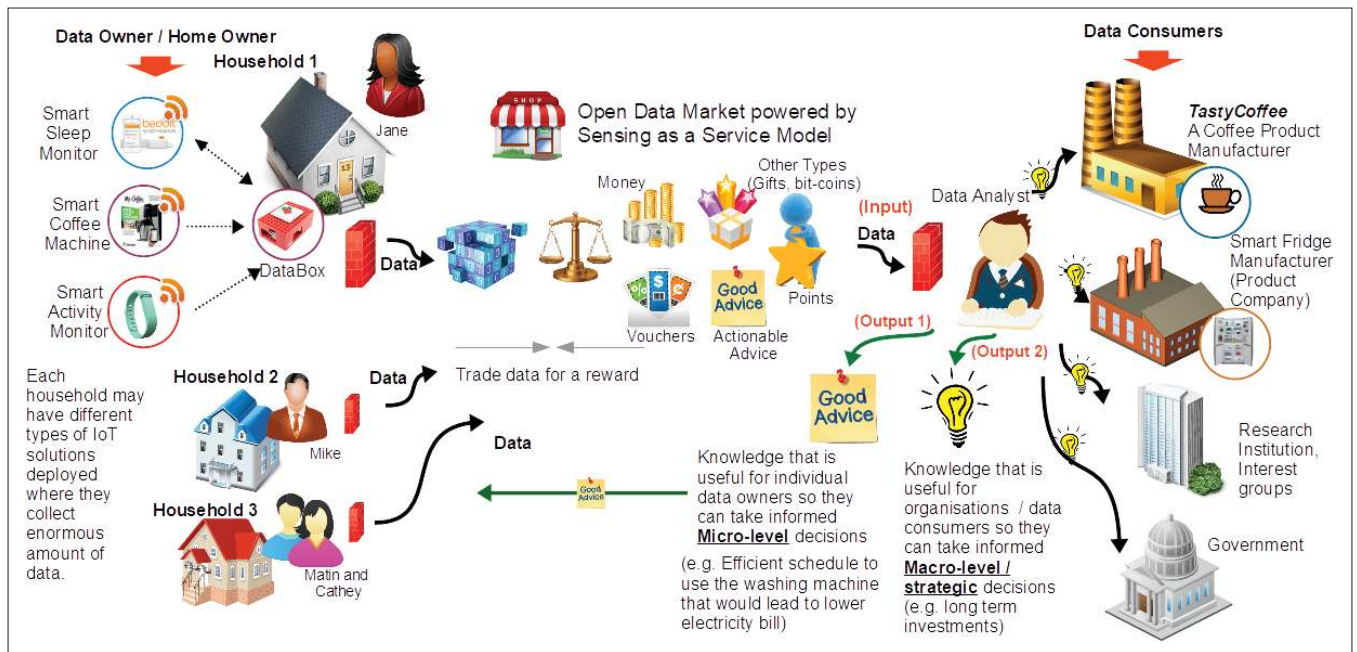 Data Owner / Home Owner
Household 1
Smart
Sleep
Monitor
beddit
Jane
Smart
Coffee
Machine
DataBox
Data
Smart
Activity
Monitor
Each
household may
have different
types of IoT
solutions
deployed
where they
collect
enormous
amount of
data.
Household 2
Mike
Data
Household 3
Matin and
Cathey
Data
SHOP
Open Data Market powered by
Sensing as a Service Model
Money
Other Types
(Gifts, bit-coins)
Vouchers
Good
Advice
Actionable
Advice
Points
Trade data for a reward
(Input)
Data
Data Analyst
(Output 1)
Good
Advice
(Output 2)
Good
Advice
Knowledge that is
useful for individual
data owners so they
can take informed
Micro-level decisions
(e.g. Efficient schedule to
use the washing machine
that would lead to lower
electricity bill)
Knowledge that is
useful for
organisations / data
consumers so they
can take informed
Macro-level /
strategic decisions
(e.g. long term
investments)
Data Consumers
TastyCoffee
A Coffee Product
Manufacturer
Smart Fridge
Manufacturer
(Product
Company)
Research
Institution,
Interest
groups
Government